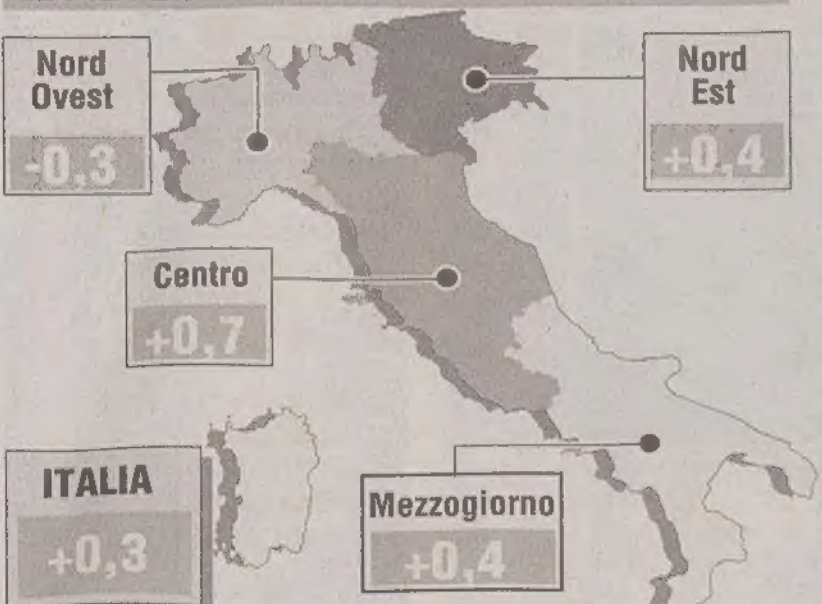 Nord
Ovest
-0,3
Nord
Est
+0,4
Centro
+0,7
ITALIA
+0,3
Mezzogiorno
+0,4